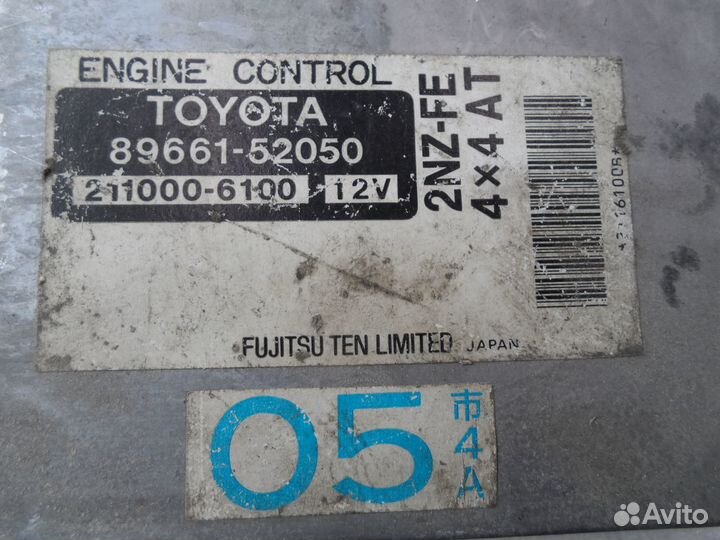 ENGINE CONTROL
TOYOTA
89661-52050
211000-6100 12V
2NZ-FE
4×4 AT
FUJITSU TEN LIMITED JAPAN
05
市
4A
Avito